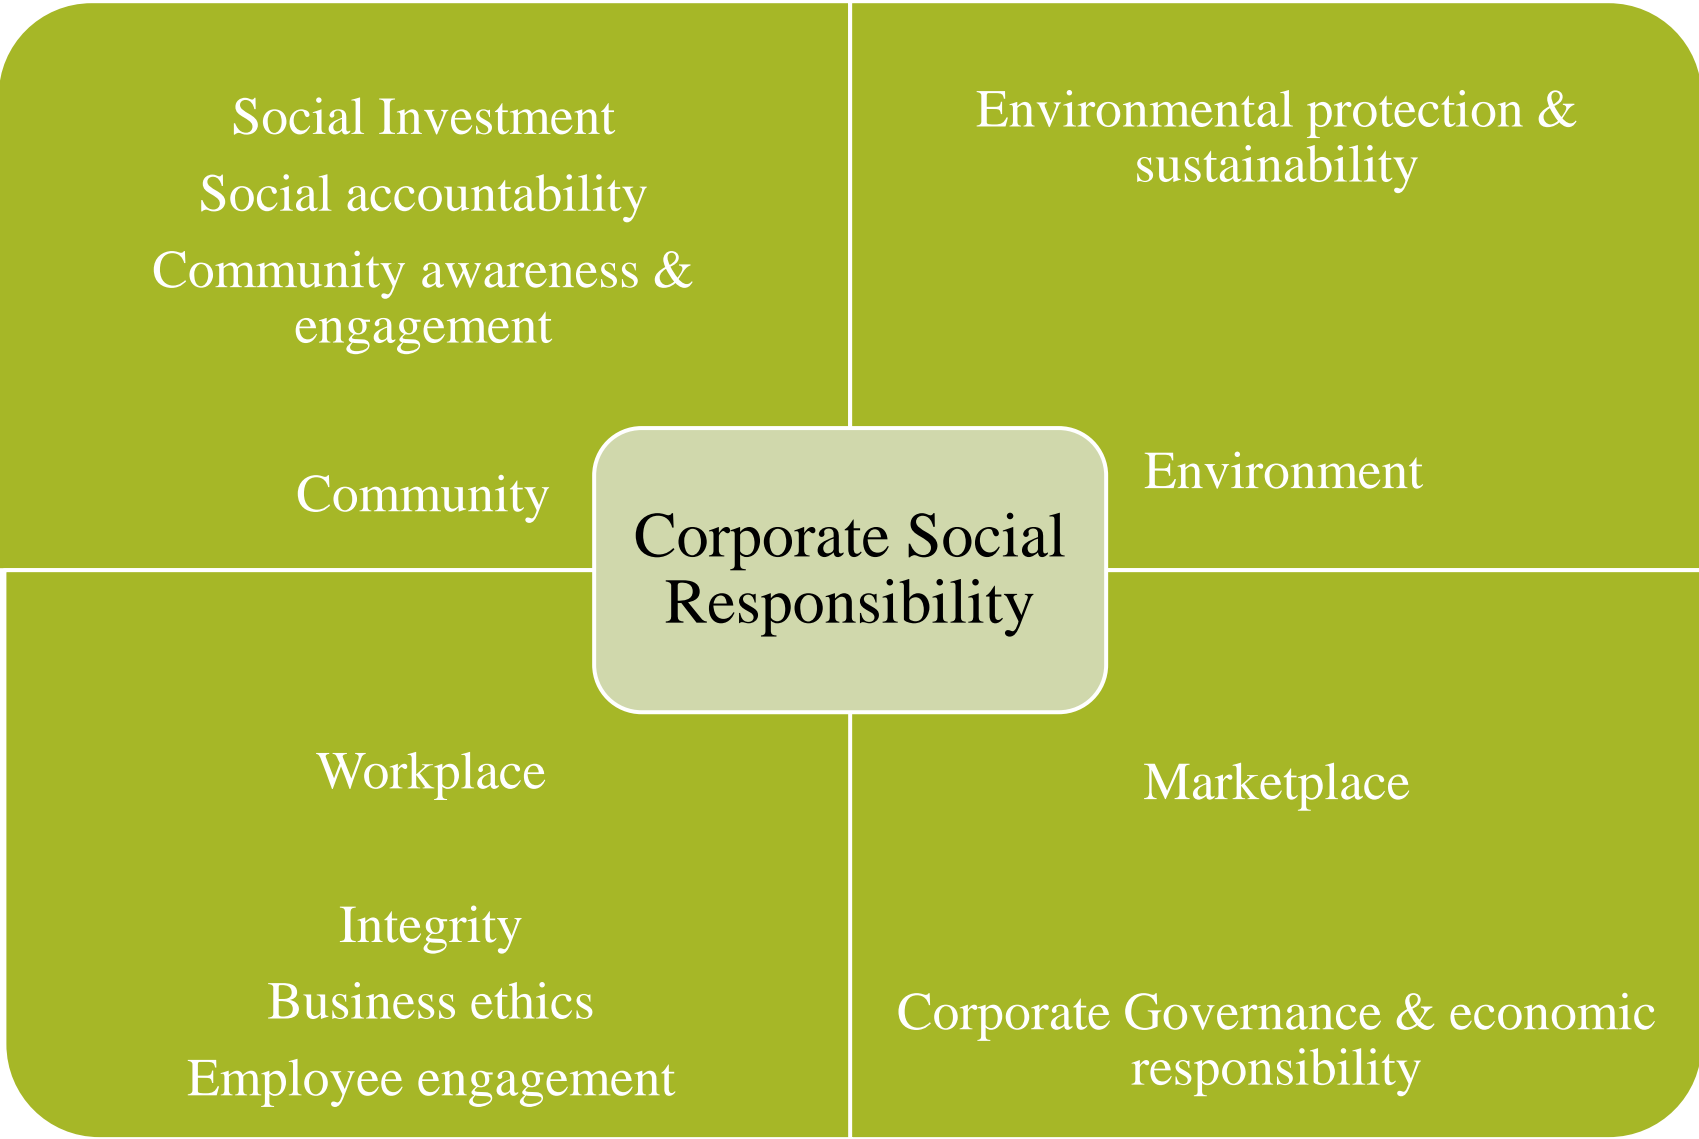 Social Investment
Social accountability
Community awareness &
engagement
Community
Environmental protection &
sustainability
Environment
Corporate Social
Responsibility
Workplace
Integrity
Business ethics
Employee engagement
Marketplace
Corporate Governance & economic
responsibility